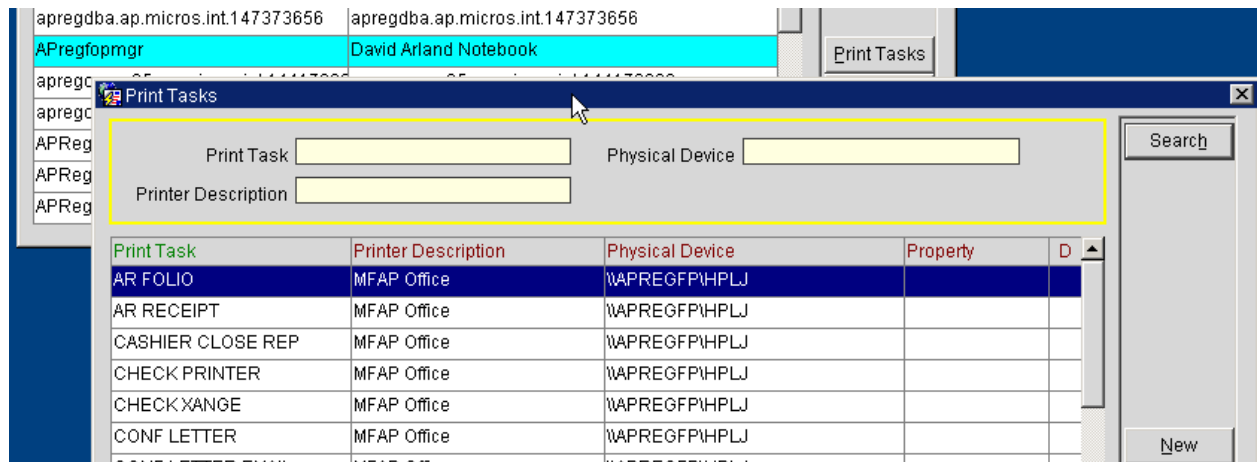 apregdba.ap.micros.int.147373656 apregdba.ap.micros.int.147373656
APregfopmgr David Arland Notebook
Print Tasks
Print Tasks
APReg
APReg
APReg
Print Task
Physical Device
Printer Description
Search
Print Task Printer Description Physical Device Property D
AR FOLIO MFAP Office \\APREGFP\HPLJ
AR RECEIPT MFAP Office \\APREGFP\HPLJ
CASHIER CLOSE REP MFAP Office \\APREGFP\HPLJ
CHECK PRINTER MFAP Office \\APREGFP\HPLJ
CHECK XANGE MFAP Office \\APREGFP\HPLJ
CONF LETTER MFAP Office \\APREGFP\HPLJ
New